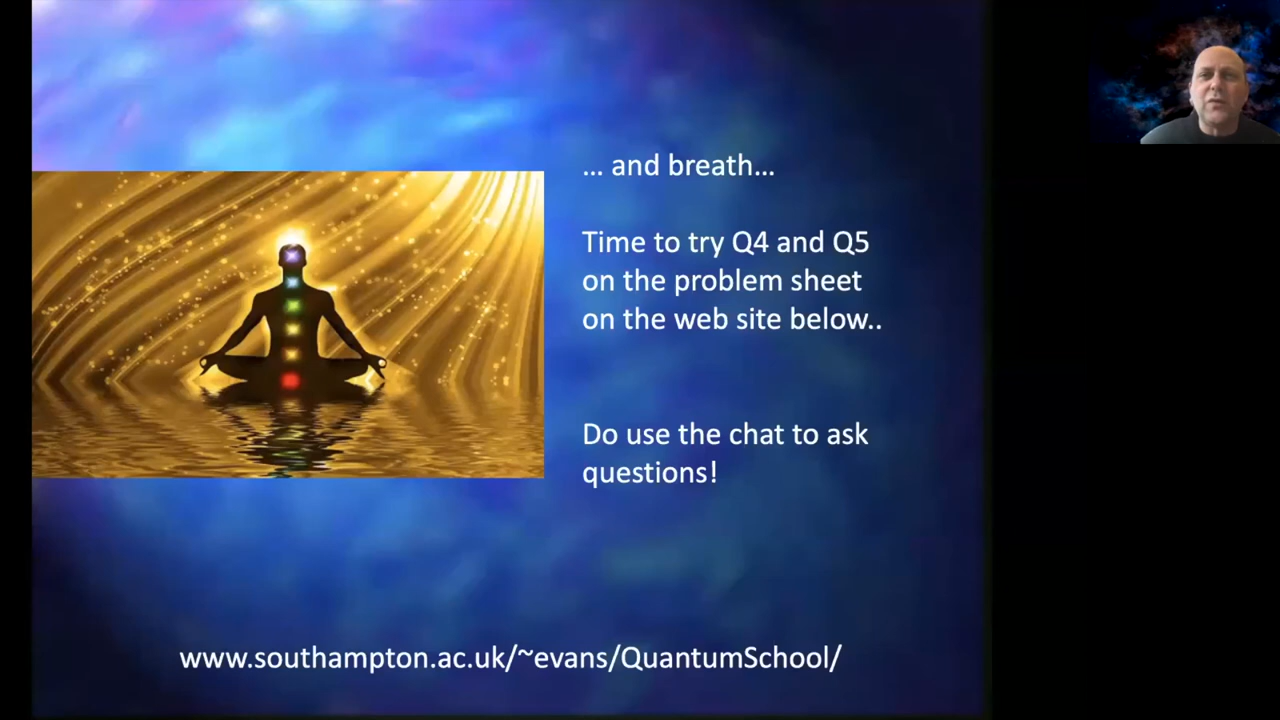 ... and breath...
Time to try Q4 and Q5
on the problem sheet
on the web site below..
Do use the chat to ask
questions!
www.southampton.ac.uk/~evans/QuantumSchool/